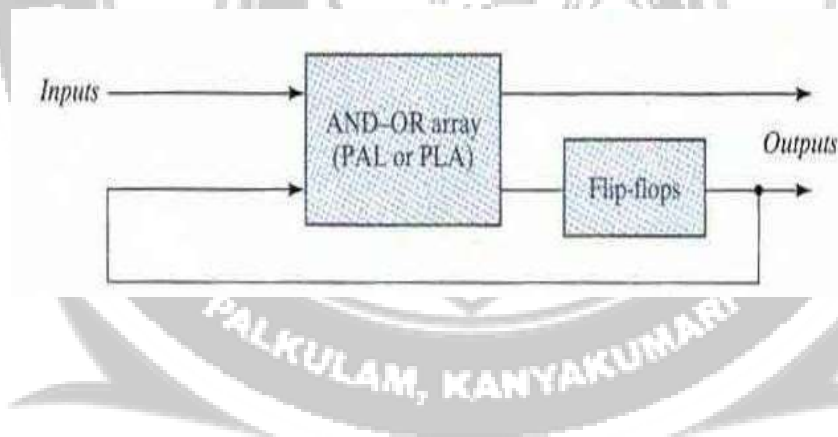 Inputs
AND–OR array
(PAL or PLA)
Flip-flops
Outputs
PALKULAM, KANYAKUMARI